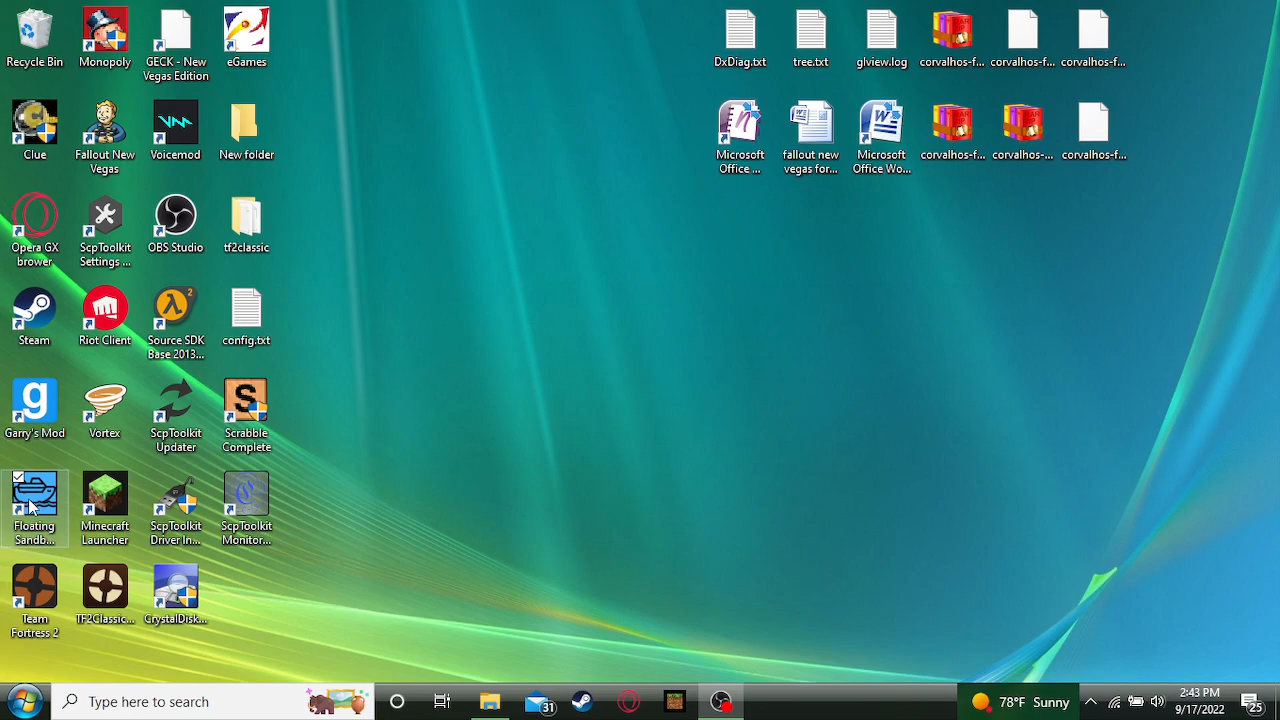 Recycle Bin
Monopoly
GECK - New
Vegas Edition
eGames
DxDiag.txt
tree.txt
glview.log
corvalhos-f...
corvalhos-f...
corvalhos-f...
Clue
Fallout New
Vegas
Voicemod
New folder
Microsoft
Office ...
fallout new
vegas for...
Microsoft
Office Wo...
corvalhos-f...
corvalhos-...
corvalhos-f...
Opera GX
brower
ScpToolkit
Settings ...
OBS Studio
tf2classic
Steam
Riot Client
Source SDK
Base 2013...
config.txt
Garry's Mod
Vortex
ScpToolkit
Updater
Scrabble
Complete
Floating
Sandb...
Minecraft
Launcher
ScpToolkit
Driver In...
ScpToolkit
Monitor...
Team
Fortress 2
TF2Classic...
CrystalDisk...
Type here to search
31
78°F Sunny
2:43 PM
9/17/2022
25